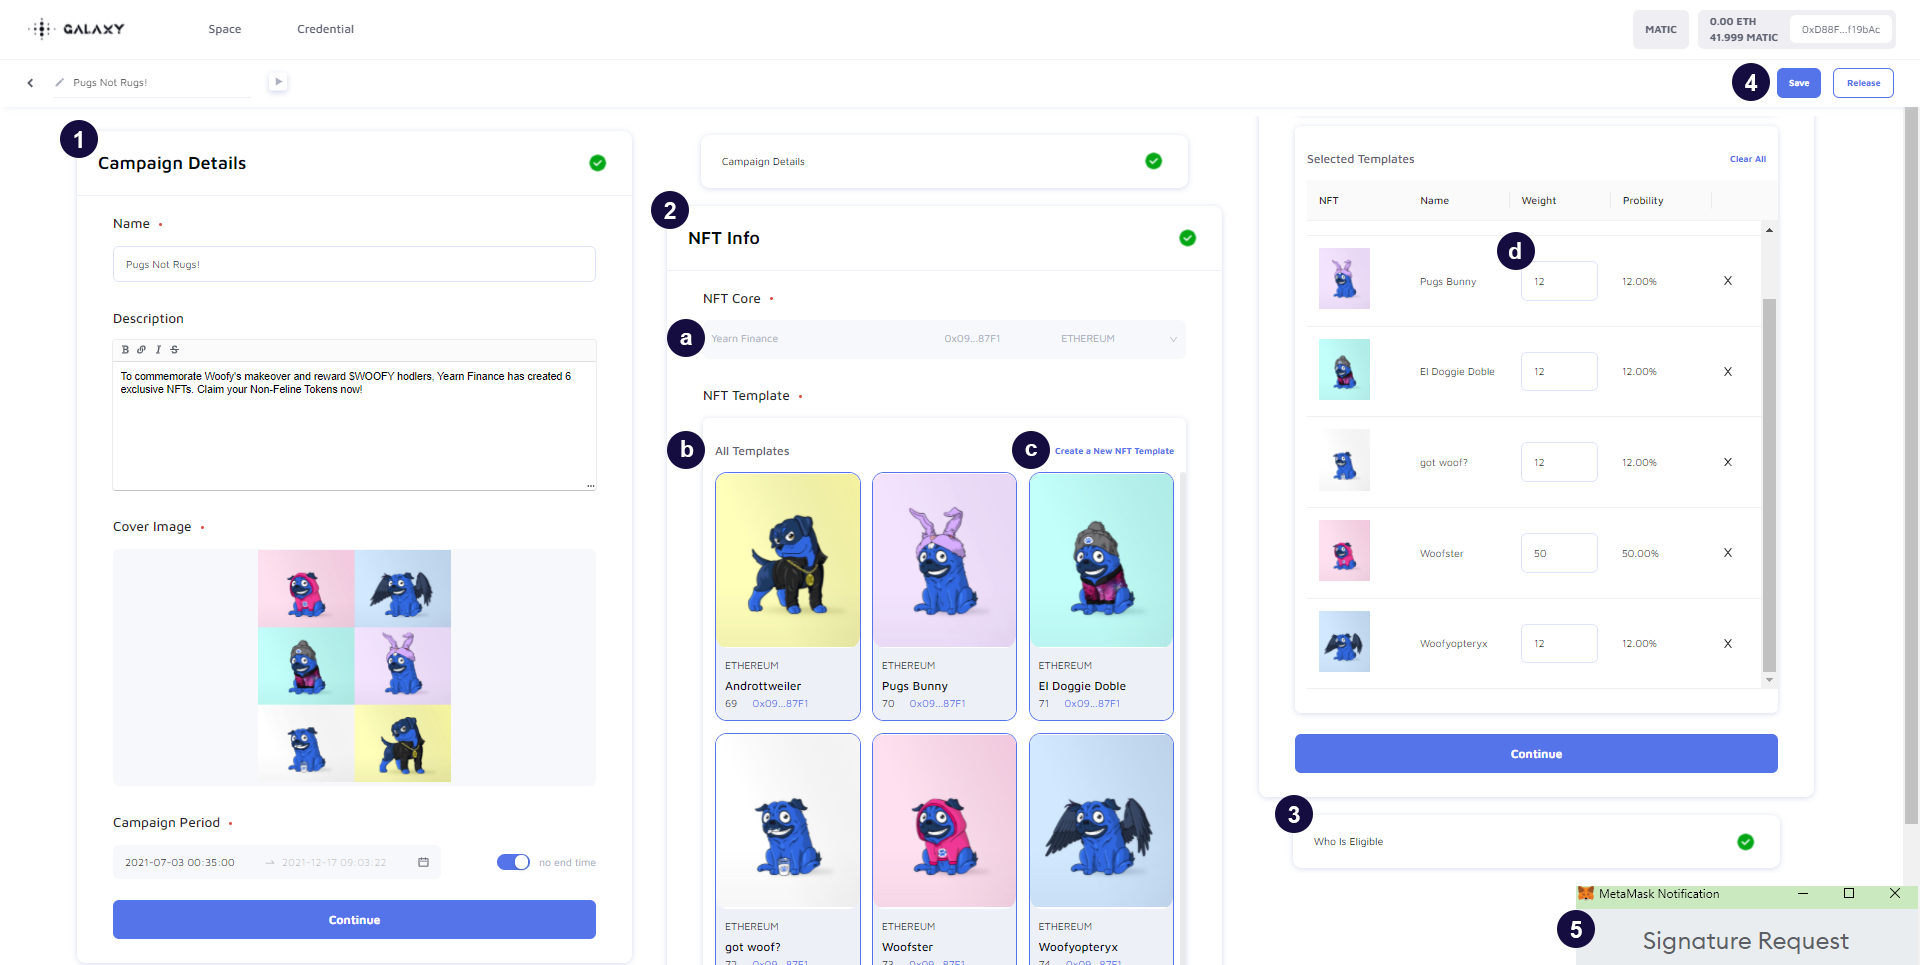 GALAXY
Space
Credential
MATIC
0.00 ETH
41.999 MATIC
0xD88F...f19bAc
Pugs Not Rugs!
4
Save
Release
1
Campaign Details
Name •
Pugs Not Rugs!
Description
B I S
To commemorate Woofy's makeover and reward $WOOFY hodlers, Yearn Finance has created 6
exclusive NFTs. Claim your Non-Feline Tokens now!
...
Cover Image •
Campaign Period •
2021-07-03 00:35:00 → 2021-12-17 09:03:22
no end time
Continue
Campaign Details
2
NFT Info
NFT Core •
a
Yearn Finance 0x09...87F1 ETHEREUM
NFT Template •
b
All Templates
c
Create a New NFT Template
ETHEREUM
Androttweiler
69 0x09...87F1
ETHEREUM
Pugs Bunny
70 0x09...87F1
ETHEREUM
El Doggie Doble
71 0x09...87F1
ETHEREUM
got woof?
72 0x09...87F1
ETHEREUM
Woofster
73 0x09...87F1
ETHEREUM
Woofyopteryx
74 0x09...87F1
Selected Templates
Clear All
NFT Name Weight Probility
d
Pugs Bunny 12 12.00% X
El Doggie Doble 12 12.00% X
got woof? 12 12.00% X
Woofster 50 50.00% X
Woofyopteryx 12 12.00% X
Continue
3
Who Is Eligible
MetaMask Notification
5
Signature Request